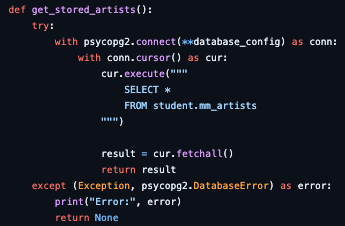 def get_stored_artists():
    try:
        with psycopg2.connect(**database_config) as conn:
            with conn.cursor() as cur:
                cur.execute("""
                    SELECT *
                    FROM student.mm_artists
                """)

                result = cur.fetchall()
                return result
    except (Exception, psycopg2.DatabaseError) as error:
        print("Error:", error)
        return None